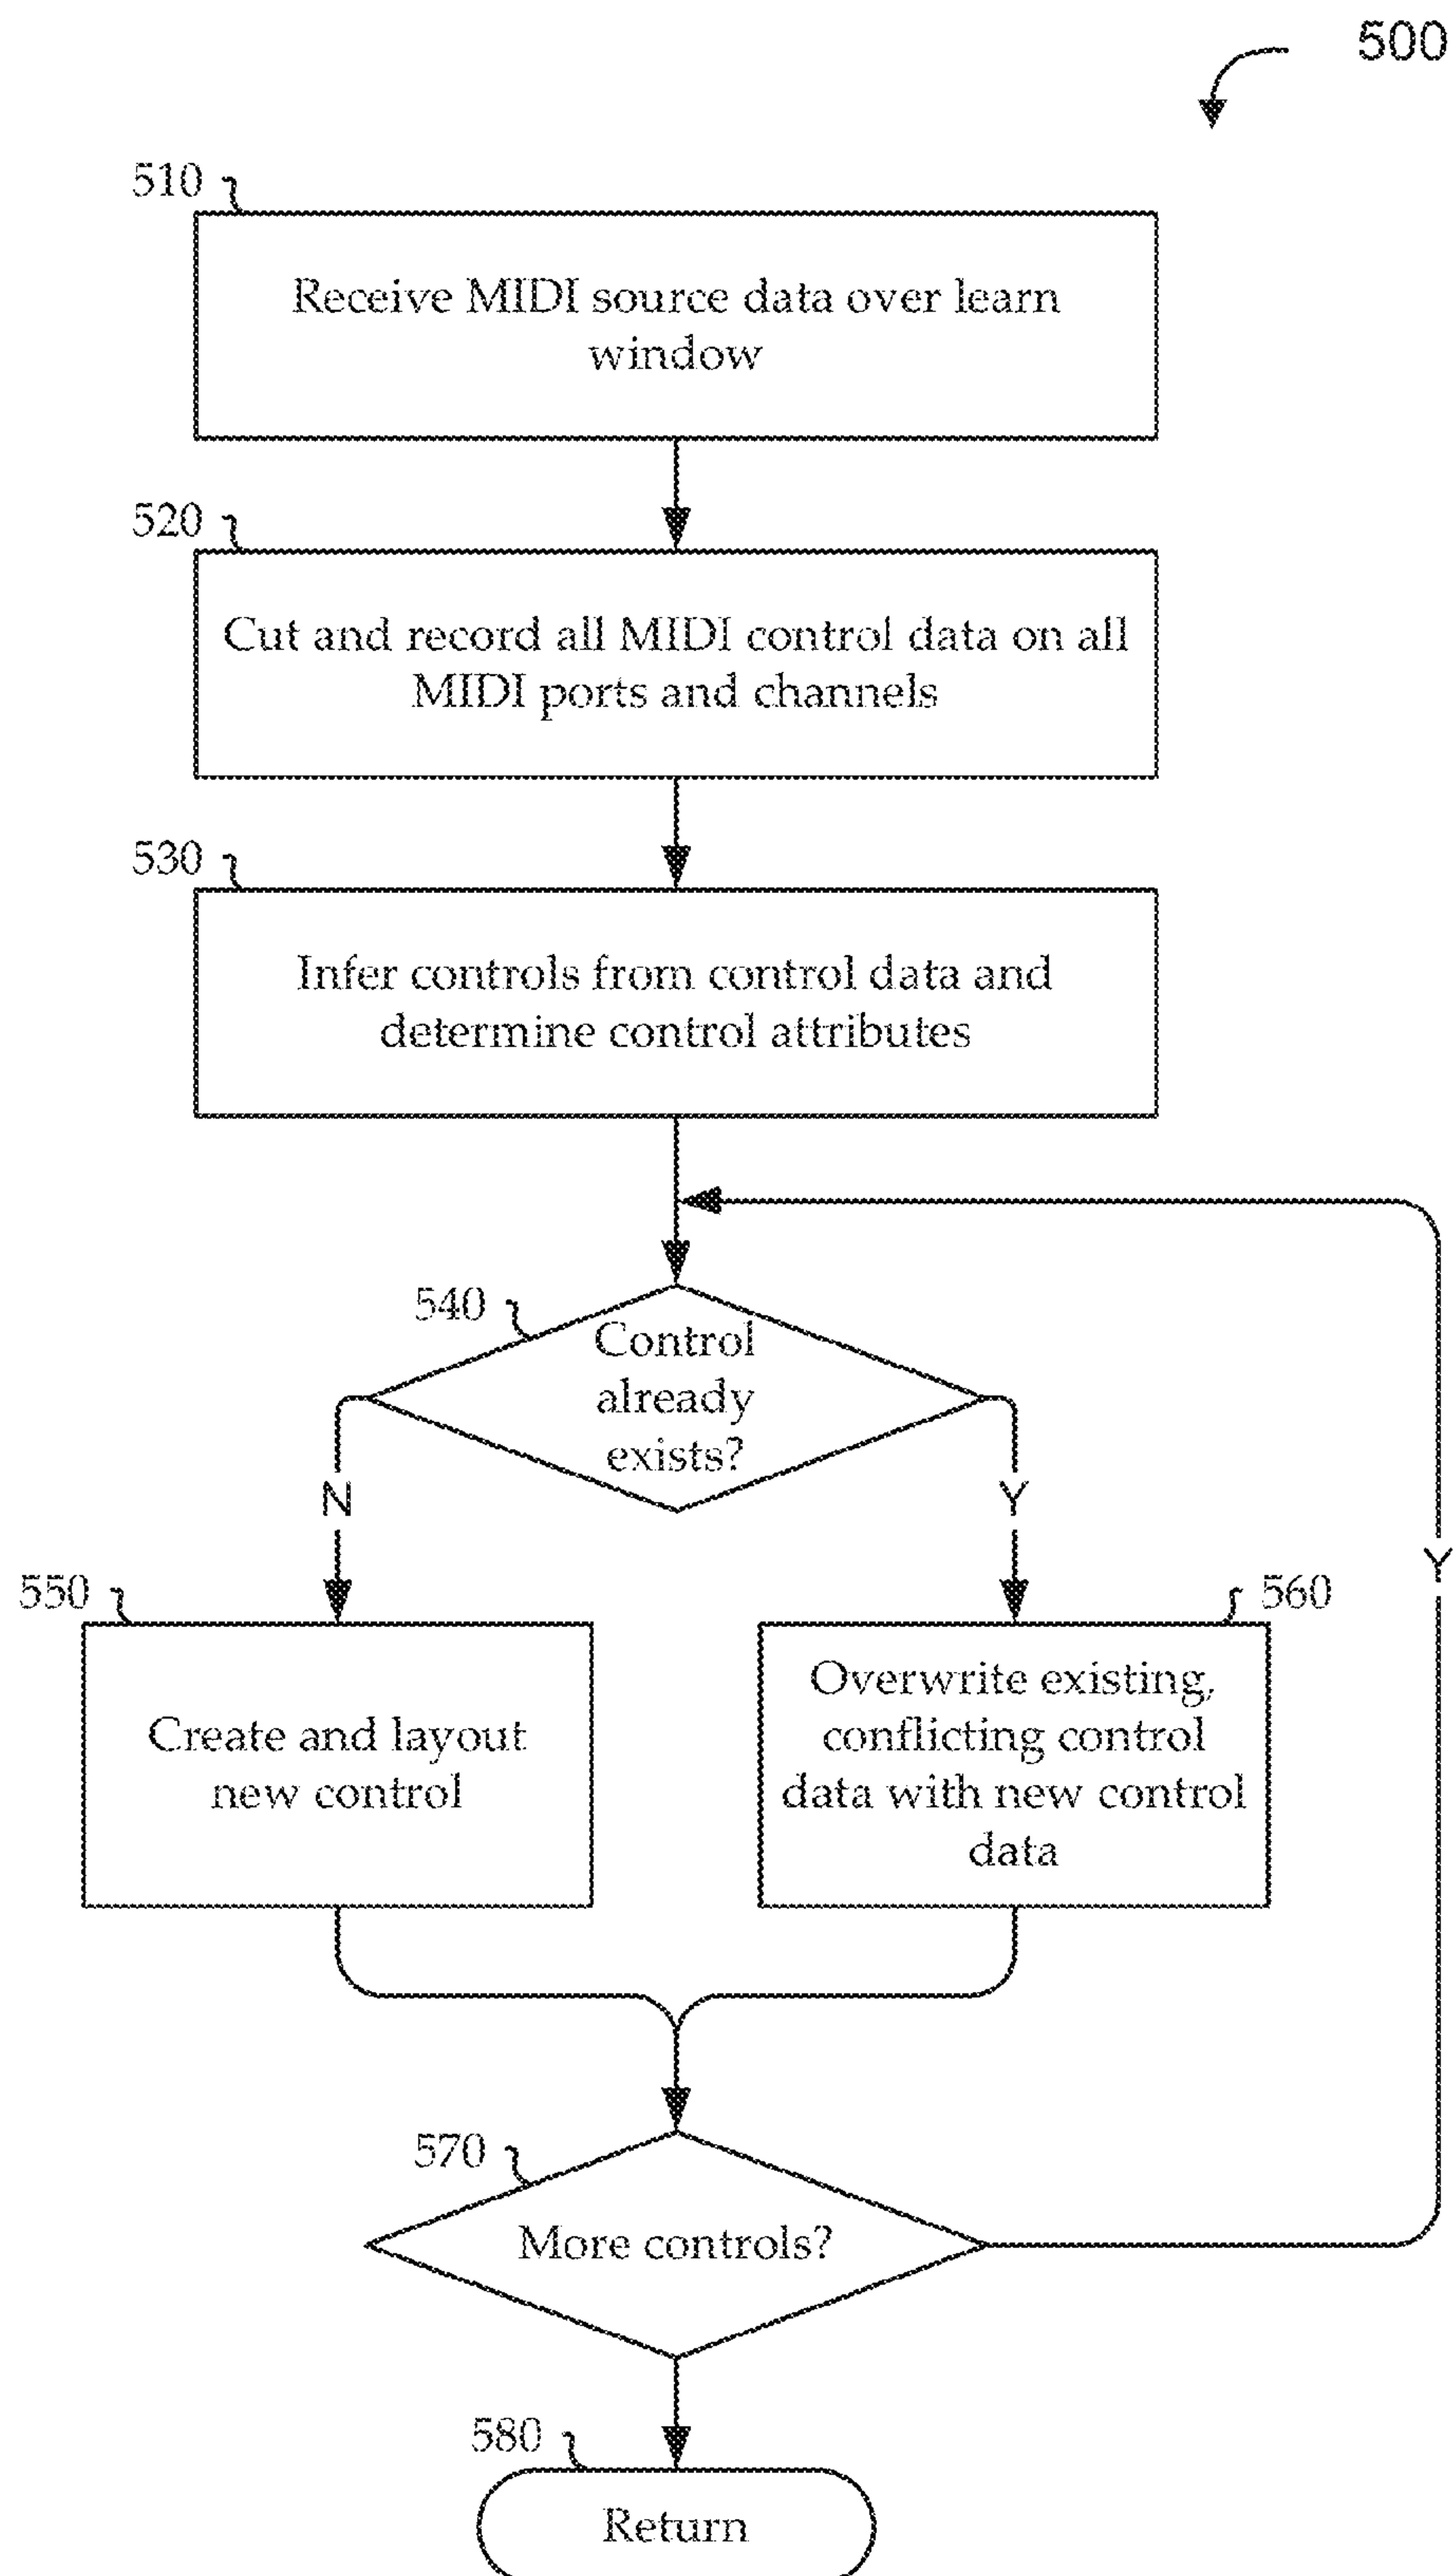 500
510
Receive MIDI source data over learn
window
520
Cut and record all MIDI control data on all
MIDI ports and channels
530
Infer controls from control data and
determine control attributes
540
Control
already
exists?
N
Y
Y
550
Create and layout
new control
560
Overwrite existing,
conflicting control
data with new control
data
570
More controls?
580
Return